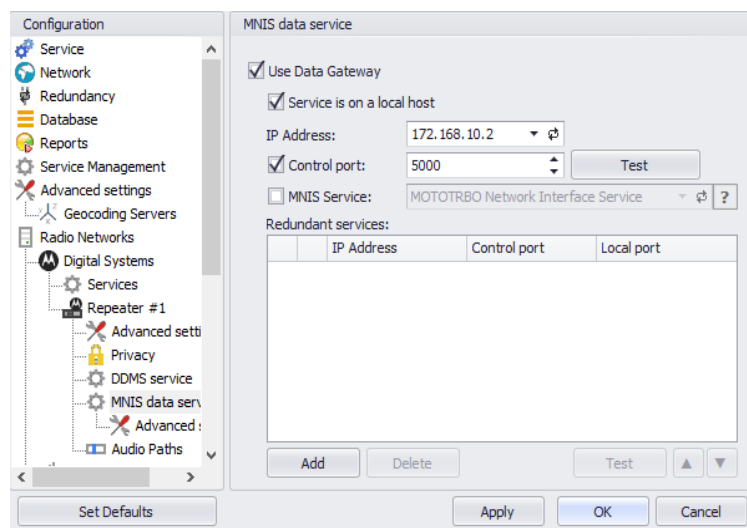 Configuration
Service
Network
Redundancy
Database
Reports
Service Management
Advanced settings
Geocoding Servers
Radio Networks
Digital Systems
Services
Repeater #1
Advanced setti
Privacy
DDMS service
MNIS data serv
Advanced s
Audio Paths
Set Defaults
MNIS data service
Use Data Gateway
Service is on a local host
IP Address: 172.168.10.2
Control port: 5000 Test
MNIS Service: MOTOTRBO Network Interface Service ?
Redundant services:
IP Address Control port Local port
Add Delete Test
Apply OK Cancel